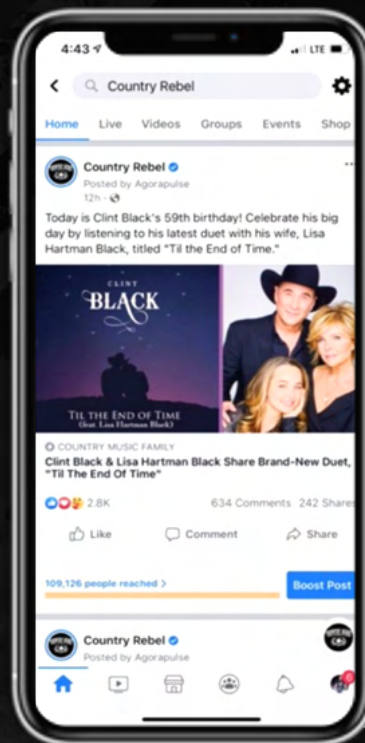 4:43
LTE
Country Rebel
Home Live Videos Groups Events Shop
Country Rebel
Posted by Agorapulse
12h
Today is Clint Black's 59th birthday! Celebrate his big
day by listening to his latest duet with his wife, Lisa
Hartman Black, titled "Til the End of Time."
CLINT
BLACK
TIL THE END OF TIME
(feat. Lisa Hartman Black)
COUNTRY MUSIC FAMILY
Clint Black & Lisa Hartman Black Share Brand-New Duet,
"Til The End Of Time"
2.8K 634 Comments 242 Shares
Like Comment Share
109,126 people reached >
Boost Post
Country Rebel
Posted by Agorapulse